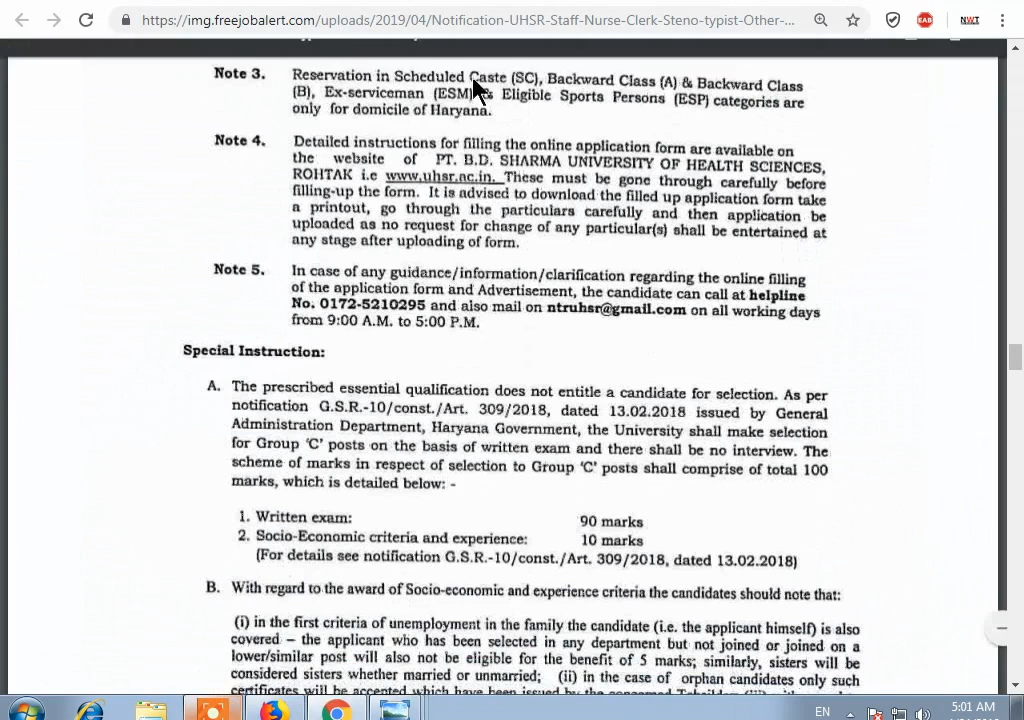 https://img.freejobalert.com/uploads/2019/04/Notification-UHSR-Staff-Nurse-Clerk-Steno-typist-Other-...
EAD
NWT
Note 3. Reservation in Scheduled Caste (SC), Backward Class (A) & Backward Class
(B), Ex-serviceman (ESM) & Eligible Sports Persons (ESP) categories are
only for domicile of Haryana.
Note 4. Detailed instructions for filling the online application form are available on
the website of PT. B.D. SHARMA UNIVERSITY OF HEALTH SCIENCES,
ROHTAK i.e www.uhsr.ac.in. These must be gone through carefully before
filling-up the form. It is advised to download the filled up application form take
a printout, go through the particulars carefully and then application be
uploaded as no request for change of any particular(s) shall be entertained at
any stage after uploading of form.
Note 5. In case of any guidance/information/clarification regarding the online filling
of the application form and Advertisement, the candidate can call at helpline
No. 0172-5210295 and also mail on ntruhsr@gmail.com on all working days
from 9:00 A.M. to 5:00 P.M.
Special Instruction:
A. The prescribed essential qualification does not entitle a candidate for selection. As per
notification G.S.R.-10/const./Art. 309/2018, dated 13.02.2018 issued by General
Administration Department, Haryana Government, the University shall make selection
for Group 'C' posts on the basis of written exam and there shall be no interview. The
scheme of marks in respect of selection to Group 'C' posts shall comprise of total 100
marks, which is detailed below: -
1. Written exam: 90 marks
2. Socio-Economic criteria and experience: 10 marks
(For details see notification G.S.R.-10/const./Art. 309/2018, dated 13.02.2018)
B. With regard to the award of Socio-economic and experience criteria the candidates should note that:
(i) in the first criteria of unemployment in the family the candidate (i.e. the applicant himself) is also
covered – the applicant who has been selected in any department but not joined or joined on
a lower/similar post will also not be eligible for the benefit of 5 marks; similarly, sisters will be
considered sisters whether married or unmarried; (ii) in the case of orphan candidates only such
certificates will be accepted which have been issued by the concerned
EN
5:01 AM